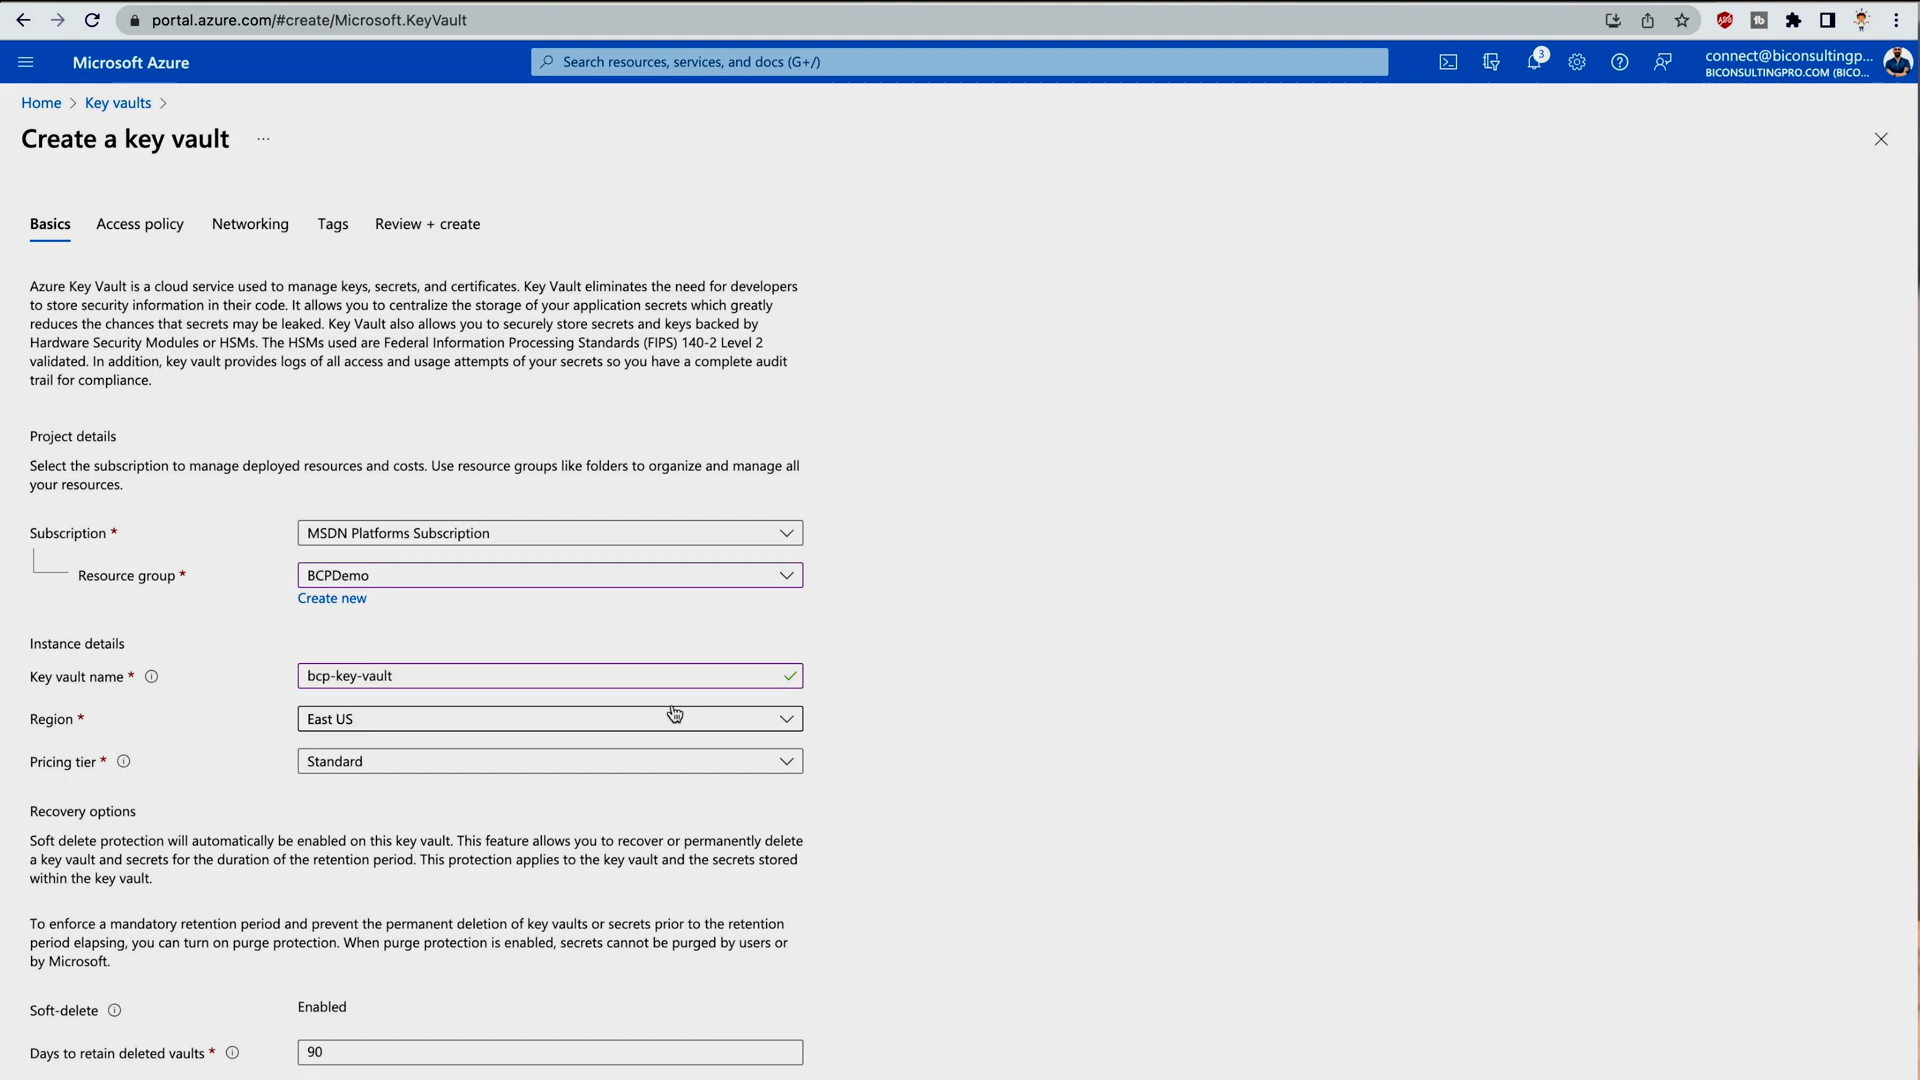 portal.azure.com/#create/Microsoft.KeyVault
Microsoft Azure
Search resources, services, and docs (G+/)
3
connect@biconsultingp...
BICONSULTINGPRO.COM (BICO...
Home > Key vaults >
Create a key vault ...
Basics Access policy Networking Tags Review + create
Azure Key Vault is a cloud service used to manage keys, secrets, and certificates. Key Vault eliminates the need for developers
to store security information in their code. It allows you to centralize the storage of your application secrets which greatly
reduces the chances that secrets may be leaked. Key Vault also allows you to securely store secrets and keys backed by
Hardware Security Modules or HSMs. The HSMs used are Federal Information Processing Standards (FIPS) 140-2 Level 2
validated. In addition, key vault provides logs of all access and usage attempts of your secrets so you have a complete audit
trail for compliance.
Project details
Select the subscription to manage deployed resources and costs. Use resource groups like folders to organize and manage all
your resources.
Subscription * MSDN Platforms Subscription
Resource group * BCPDemo
Create new
Instance details
Key vault name * bcp-key-vault
Region * East US
Pricing tier * Standard
Recovery options
Soft delete protection will automatically be enabled on this key vault. This feature allows you to recover or permanently delete
a key vault and secrets for the duration of the retention period. This protection applies to the key vault and the secrets stored
within the key vault.
To enforce a mandatory retention period and prevent the permanent deletion of key vaults or secrets prior to the retention
period elapsing, you can turn on purge protection. When purge protection is enabled, secrets cannot be purged by users or
by Microsoft.
Soft-delete Enabled
Days to retain deleted vaults * 90